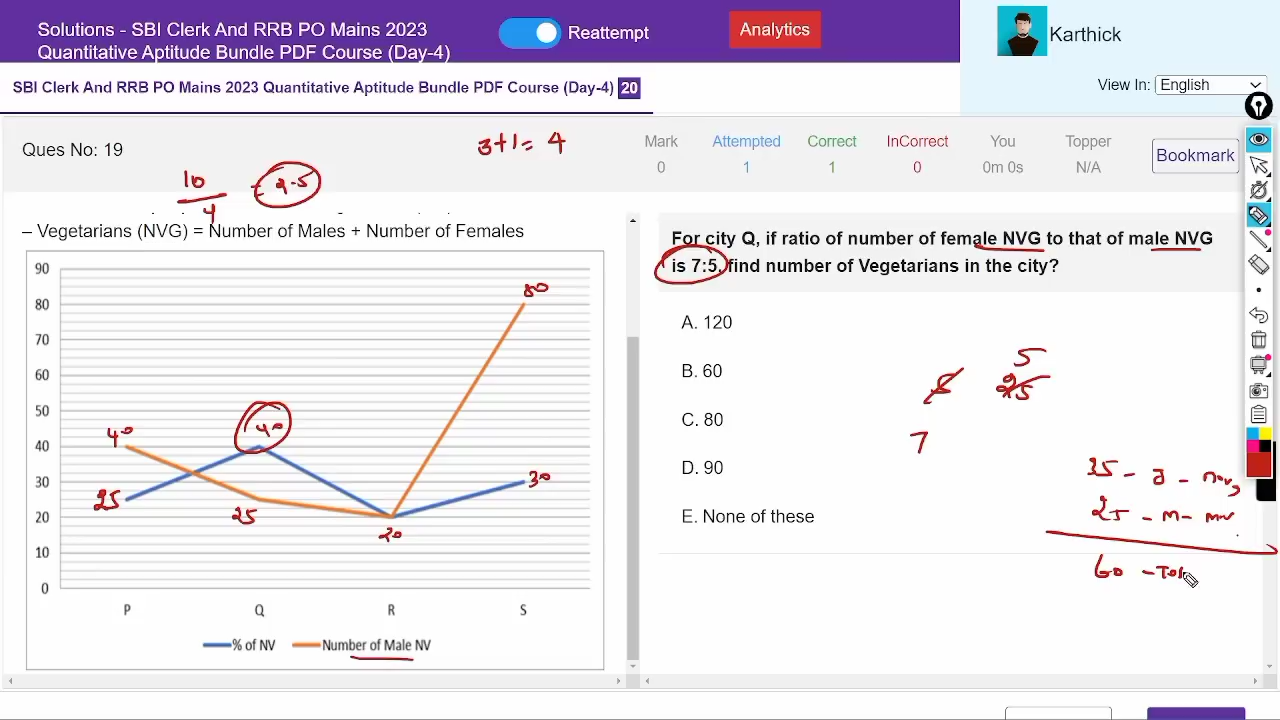 Solutions - SBI Clerk And RRB PO Mains 2023
Quantitative Aptitude Bundle PDF Course (Day-4)
Reattempt
Analytics
Karthick
SBI Clerk And RRB PO Mains 2023 Quantitative Aptitude Bundle PDF Course (Day-4) 20
View In: English
Ques No: 19
3+1=4
10/4 = 2.5
Mark Attempted Correct InCorrect You Topper
0 1 1 0 0m 0s N/A
Bookmark
– Vegetarians (NVG) = Number of Males + Number of Females
90
80
70
60
50
40
30
20
10
0
P Q R S
40
25
40
25
20
80
30
% of NV Number of Male NV
For city Q, if ratio of number of female NVG to that of male NVG
is 7:5, find number of Vegetarians in the city?
A. 120
B. 60
C. 80
D. 90
E. None of these
5
5 25
7
35 -
25 - m -
60 -